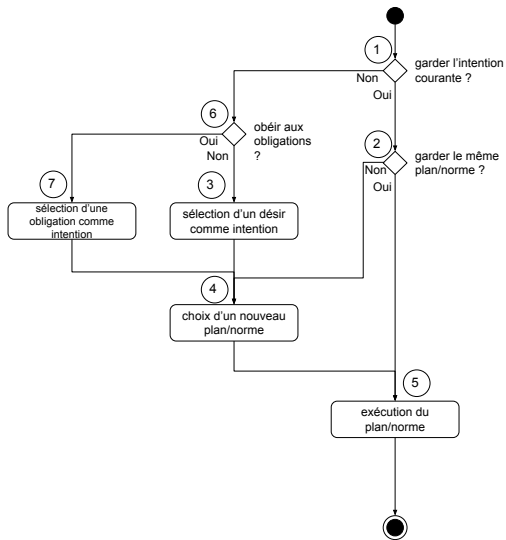 1
garder l'intention
courante ?
Non
Oui
6
obéir aux
obligations
?
Oui
Non
2
garder le même
plan/norme ?
Non
Oui
7
sélection d'une
obligation comme
intention
3
sélection d'un désir
comme intention
4
choix d'un nouveau
plan/norme
5
exécution du
plan/norme